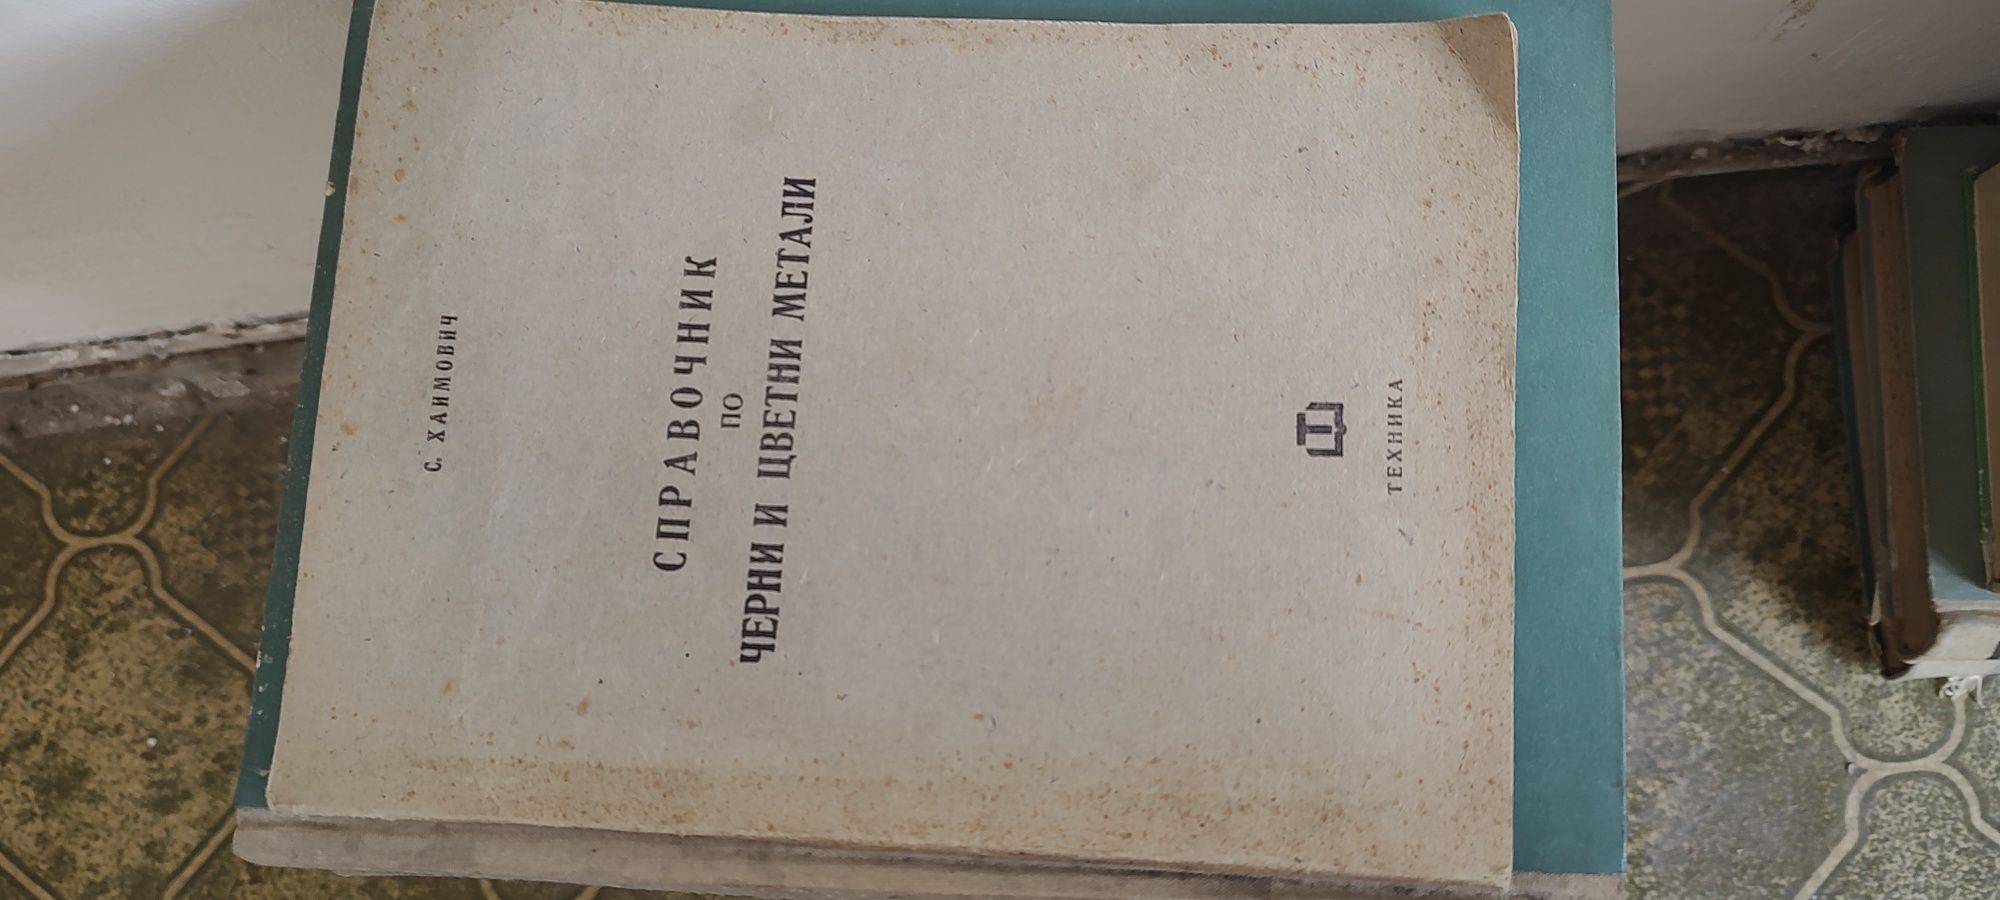 С. ХАИМОВИЧ
СПРАВОЧНИК
ПО
ЧЕРНИ И ЦВЕТНИ МЕТАЛИ
Т
ТЕХНИКА